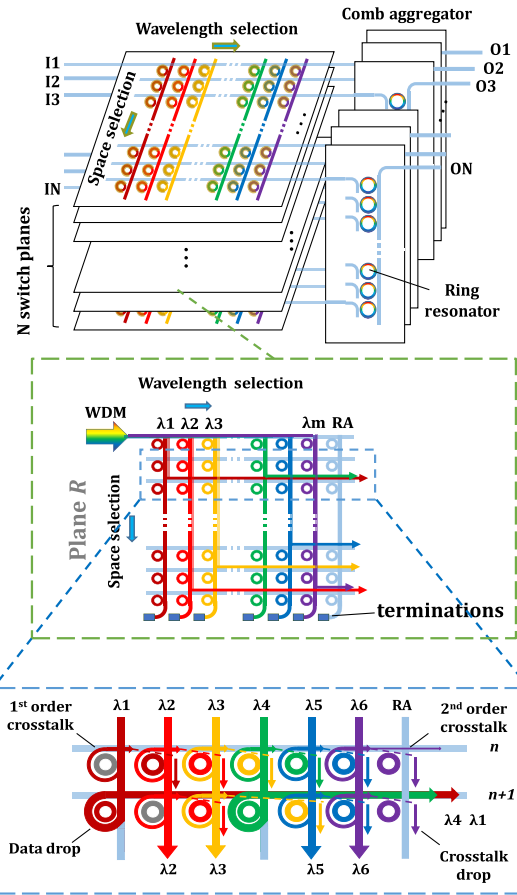 Wavelength selection
Comb aggregator
I1
I2
I3
IN
Space selection
N switch planes
O1
O2
O3
ON
Ring
resonator
Wavelength selection
WDM
λ1 λ2 λ3 λm RA
Plane R
Space selection
terminations
1st order
crosstalk
λ1 λ2 λ3 λ4 λ5 λ6 RA
2nd order
crosstalk
n
n+1
λ4 λ1
Data drop
λ2 λ3 λ5 λ6
Crosstalk
drop